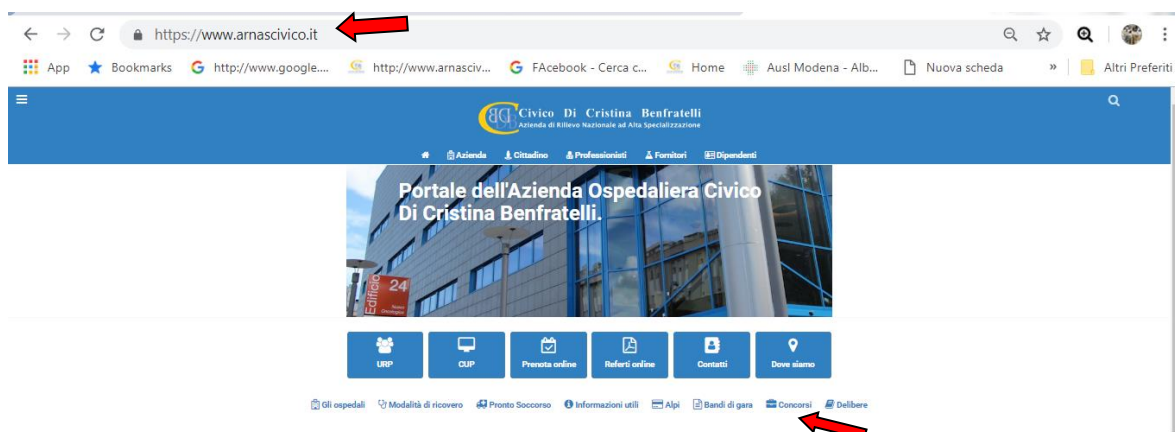 https://www.arnascivico.it
App Bookmarks http://www.google.... http://www.arnasciv... FAcebook - Cerca c... Home Ausl Modena - Alb... Nuova scheda » Altri Preferiti
Civico Di Cristina Benfratelli
Azienda di Rilievo Nazionale ad Alta Specializzazione
Azienda Cittadino Professionisti Fornitori Dipendenti
Portale dell'Azienda Ospedaliera Civico
Di Cristina Benfratelli.
Edificio 24
URP CUP Prenota online Referti online Contatti Dove siamo
Gli ospedali Modalità di ricovero Pronto Soccorso Informazioni utili Alpi Bandi di gara Concorsi Delibere